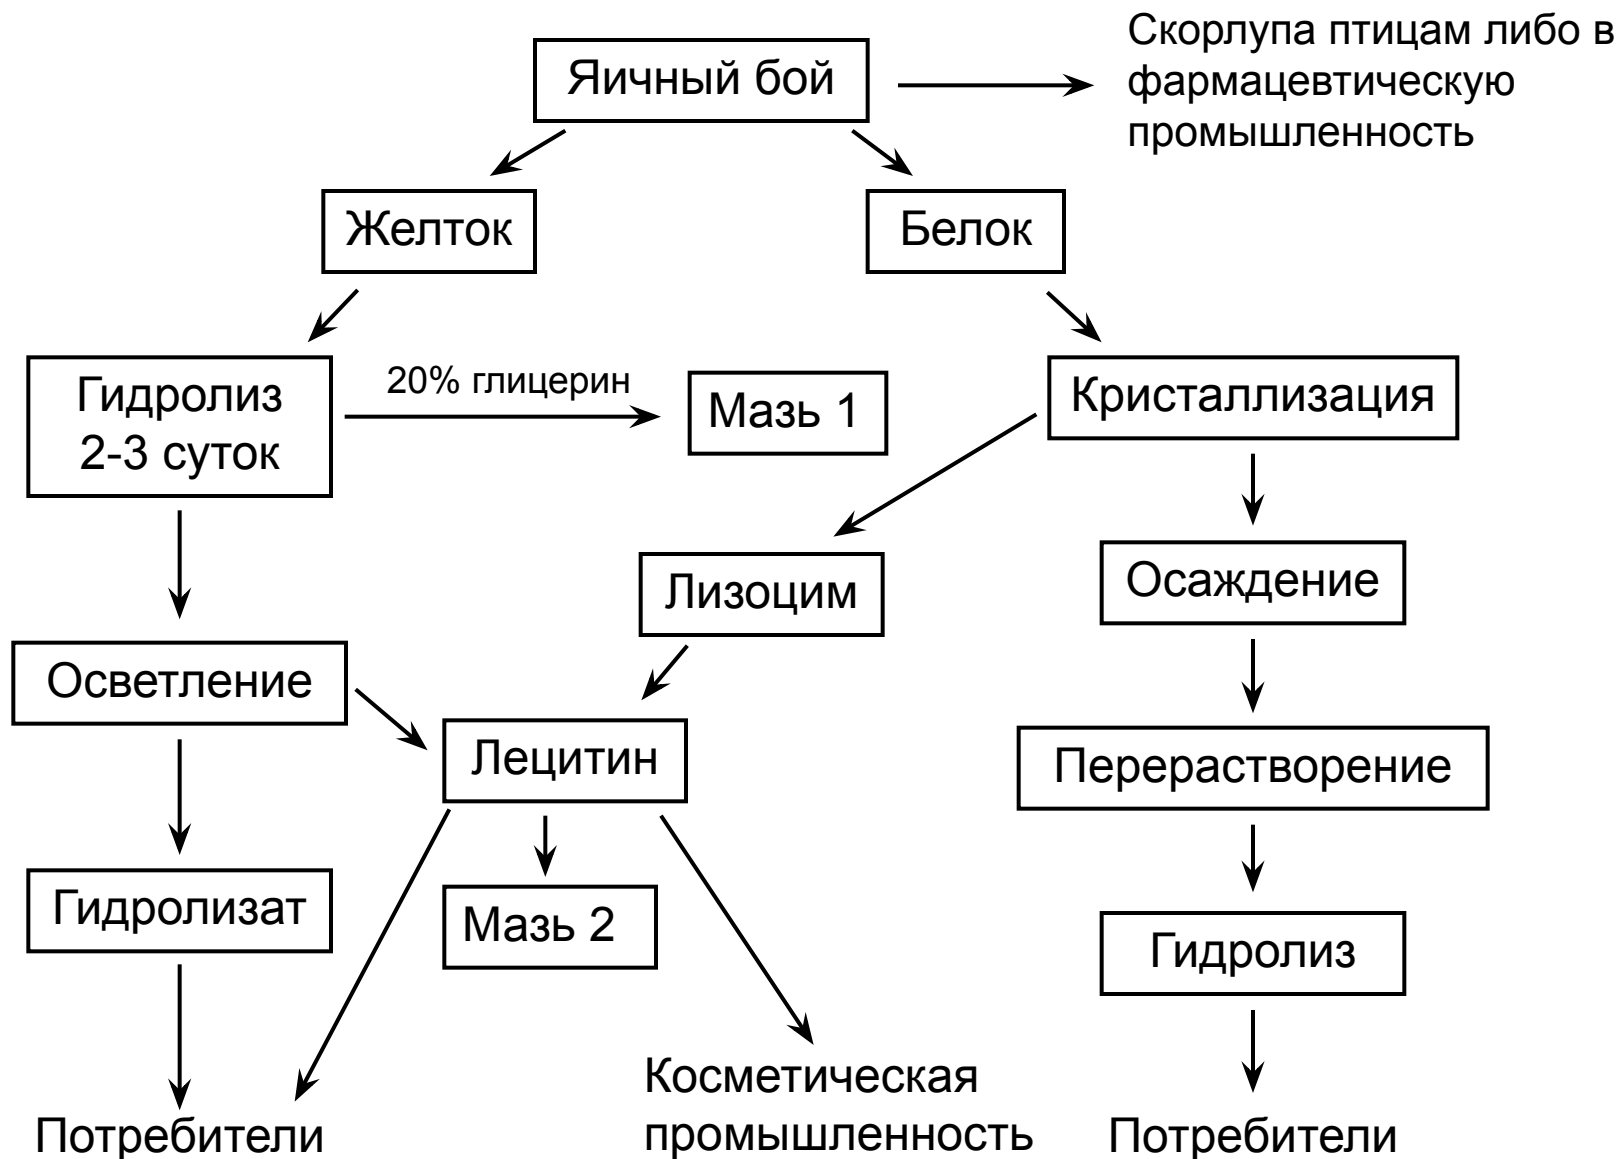 Яичный бой
Скорлупа птицам либо в
фармацевтическую
промышленность
Желток
Белок
Гидролиз
2-3 суток
20% глицерин
Мазь 1
Кристаллизация
Лизоцим
Осаждение
Осветление
Лецитин
Перерастворение
Гидролизат
Мазь 2
Гидролиз
Потребители
Косметическая
промышленность
Потребители